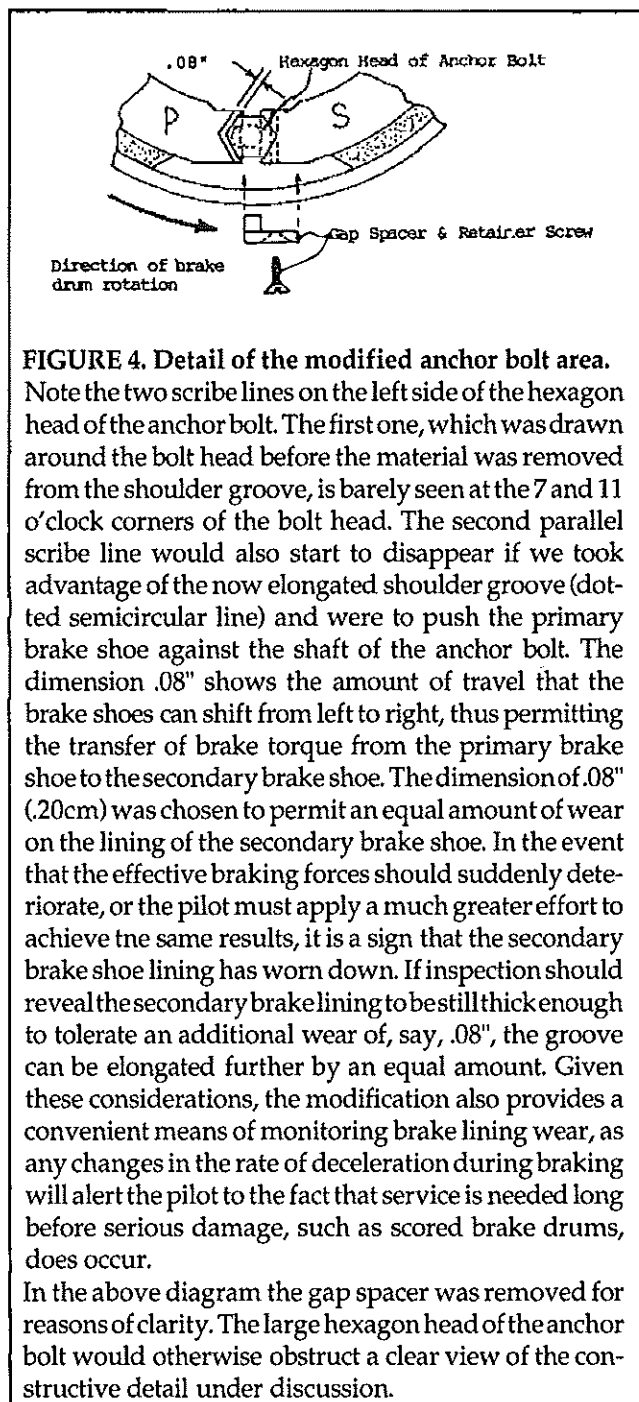 .08"
Hexagon Head of Anchor Bolt
P
S
Gap Spacer & Retainer Screw
Direction of brake
drum rotation
FIGURE 4. Detail of the modified anchor bolt area.
Note the two scribe lines on the left side of the hexagon
head of the anchor bolt. The first one, which was drawn
around the bolt head before the material was removed
from the shoulder groove, is barely seen at the 7 and 11
o'clock corners of the bolt head. The second parallel
scribe line would also start to disappear if we took
advantage of the now elongated shoulder groove (dot-
ted semicircular line) and were to push the primary
brake shoe against the shaft of the anchor bolt. The
dimension .08" shows the amount of travel that the
brake shoes can shift from left to right, thus permitting
the transfer of brake torque from the primary brake
shoe to the secondary brake shoe. The dimension of .08"
(.20cm) was chosen to permit an equal amount of wear
on the lining of the secondary brake shoe. In the event
that the effective braking forces should suddenly dete-
riorate, or the pilot must apply a much greater effort to
achieve tne same results, it is a sign that the secondary
brake shoe lining has worn down. If inspection should
reveal the secondary brake lining to be still thick enough
to tolerate an additional wear of, say, .08", the groove
can be elongated further by an equal amount. Given
these considerations, the modification also provides a
convenient means of monitoring brake lining wear, as
any changes in the rate of deceleration during braking
will alert the pilot to the fact that service is needed long
before serious damage, such as scored brake drums,
does occur.
In the above diagram the gap spacer was removed for
reasons of clarity. The large hexagon head of the anchor
bolt would otherwise obstruct a clear view of the con-
structive detail under discussion.